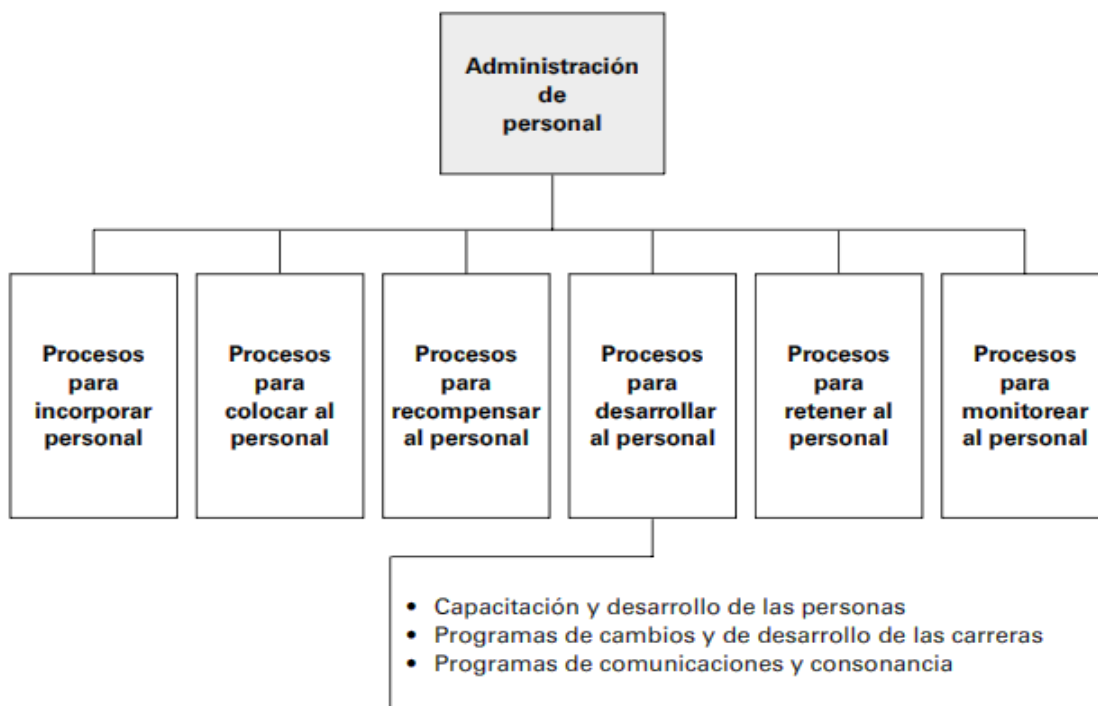 Administración
de
personal
Procesos
para
incorporar
personal
Procesos
para
colocar al
personal
Procesos
para
recompensar
al personal
Procesos
para
desarrollar
al personal
Procesos
para
retener al
personal
Procesos
para
monitorear
al personal
• Capacitación y desarrollo de las personas
• Programas de cambios y de desarrollo de las carreras
• Programas de comunicaciones y consonancia